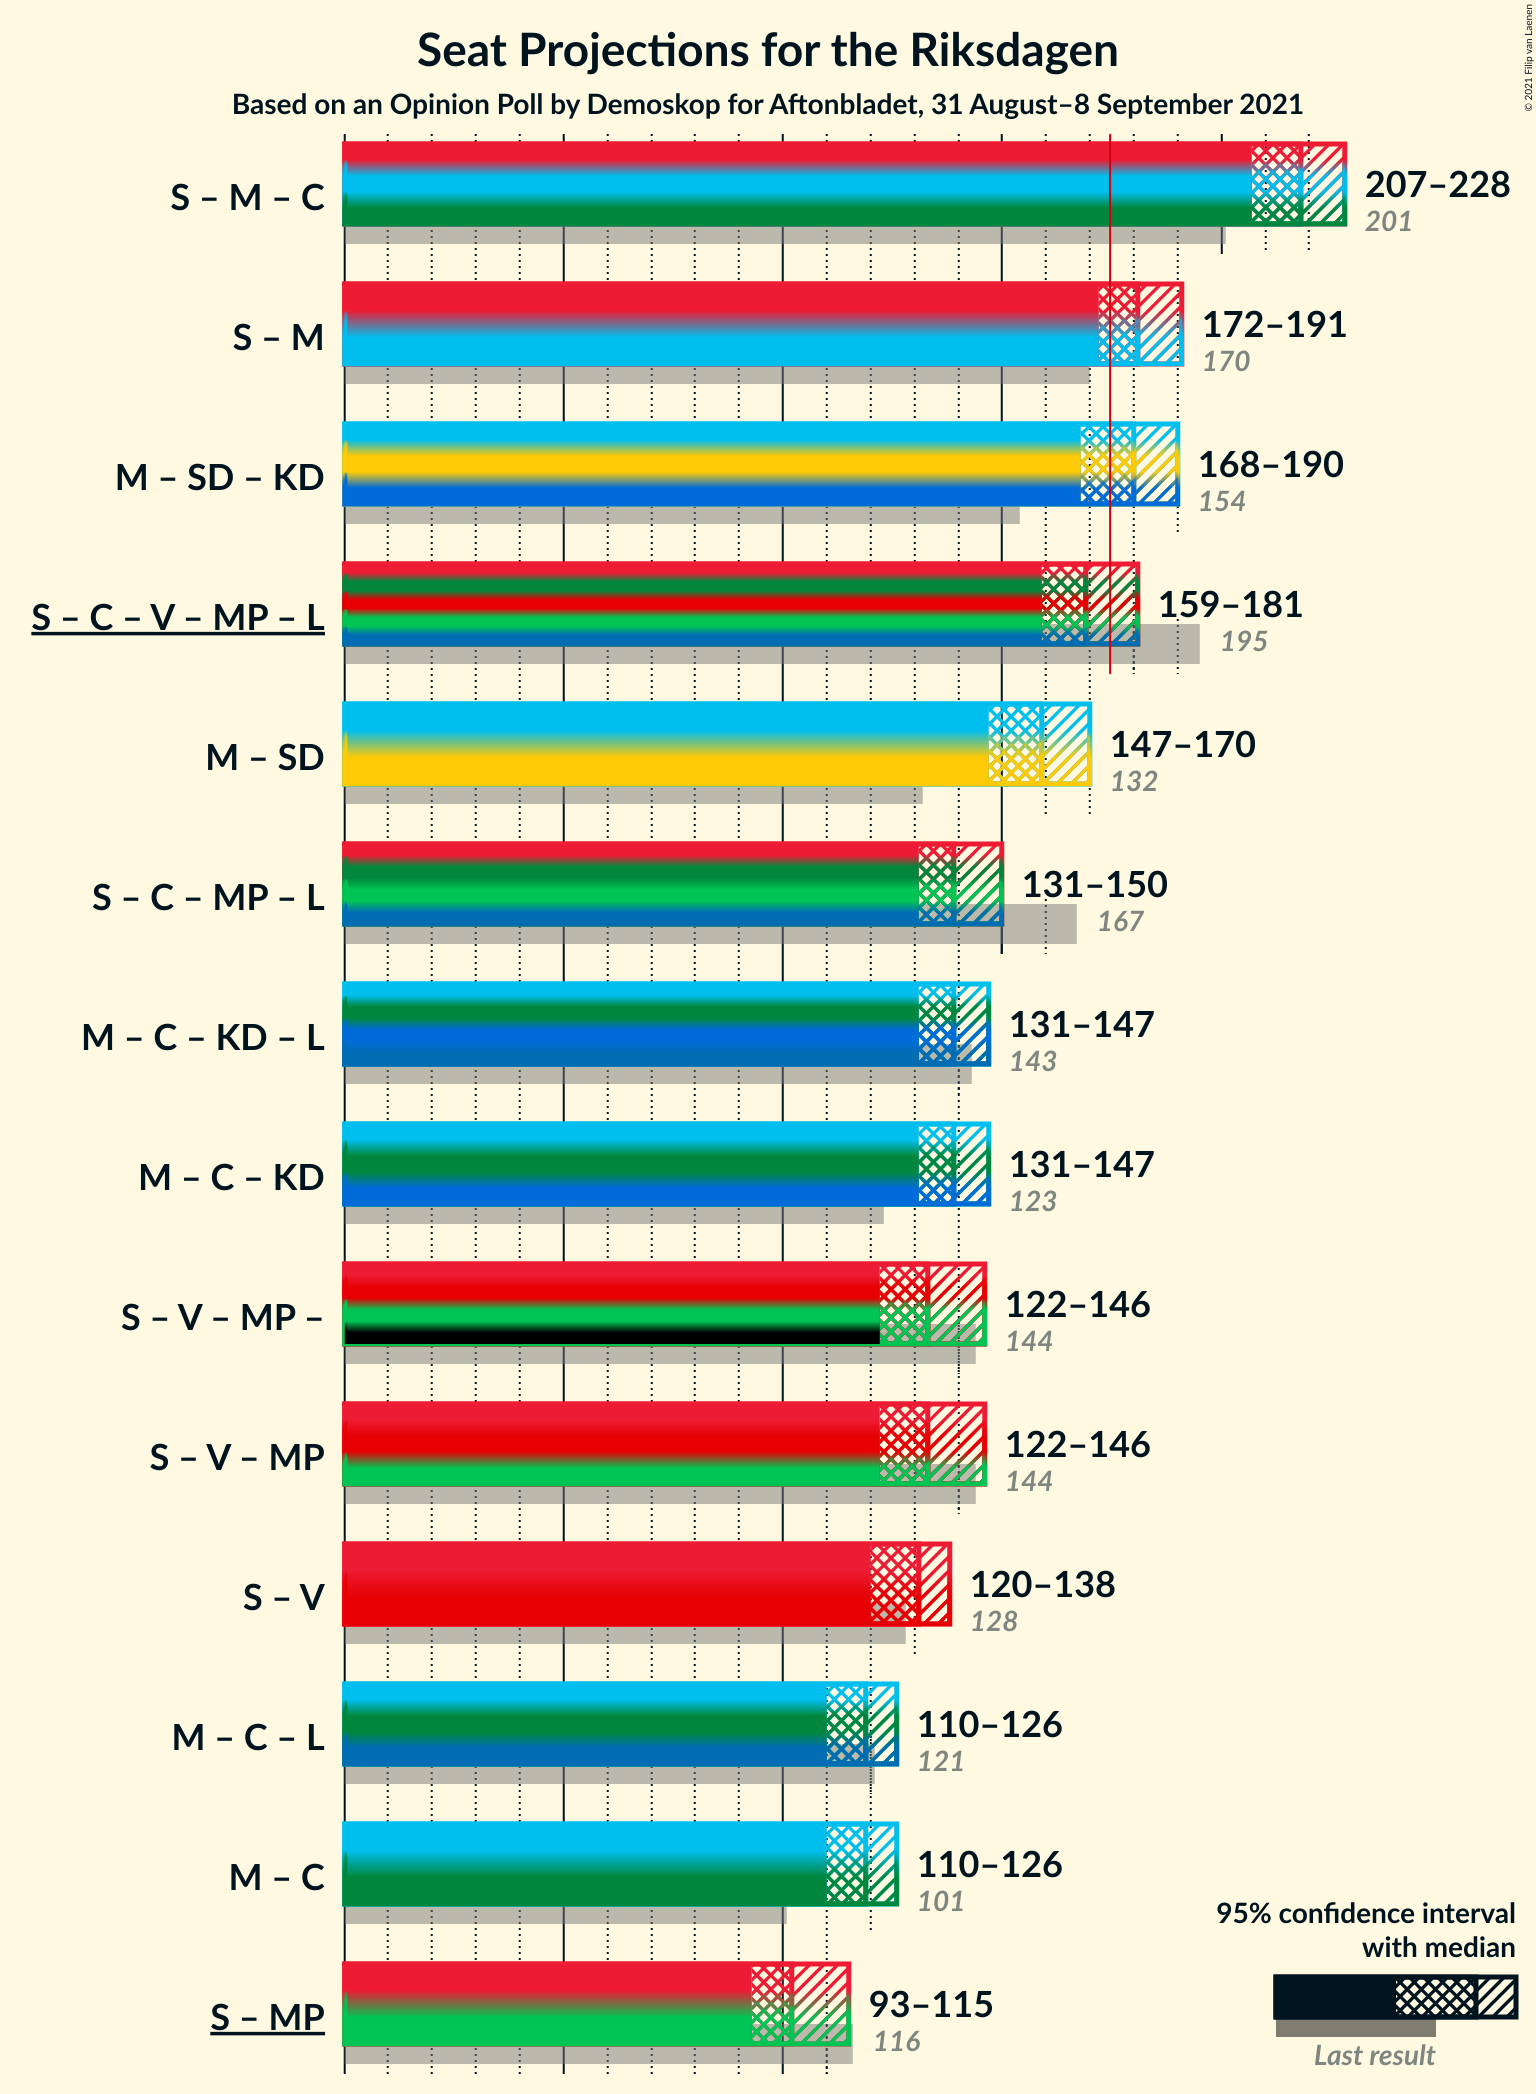 Seat Projections for the Riksdagen
Based on an Opinion Poll by Demoskop for Aftonbladet, 31 August–8 September 2021
© 2021 Filip van Laenen
S – M – C
207–228
201
S – M
172–191
170
M – SD – KD
168–190
154
S – C – V – MP – L
159–181
195
M – SD
147–170
132
S – C – MP – L
131–150
167
M – C – KD – L
131–147
143
M – C – KD
131–147
123
S – V – MP –
122–146
144
S – V – MP
122–146
144
S – V
120–138
128
M – C – L
110–126
121
M – C
110–126
101
S – MP
93–115
116
95% confidence interval
with median
Last result